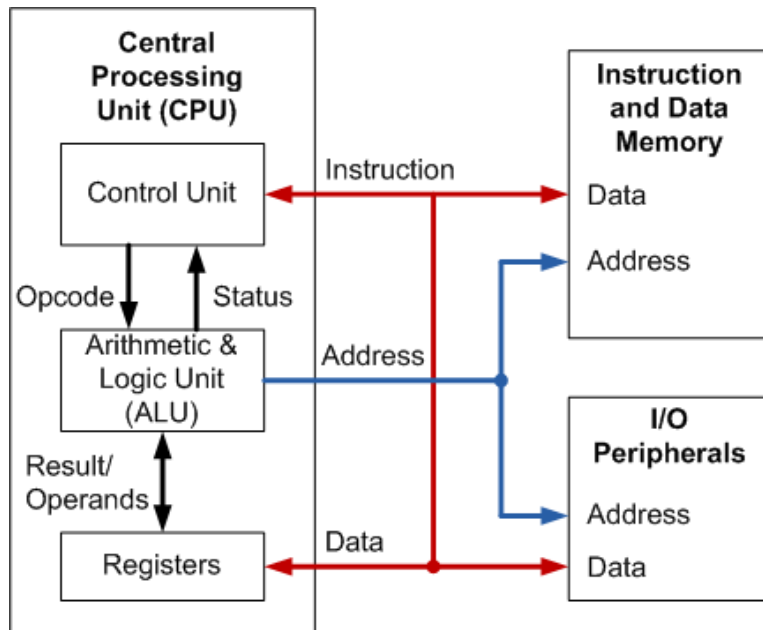 Central
Processing
Unit (CPU)
Control Unit
Opcode
Status
Arithmetic &
Logic Unit
(ALU)
Result/
Operands
Registers
Instruction
Address
Data
Instruction
and Data
Memory
Data
Address
I/O
Peripherals
Address
Data